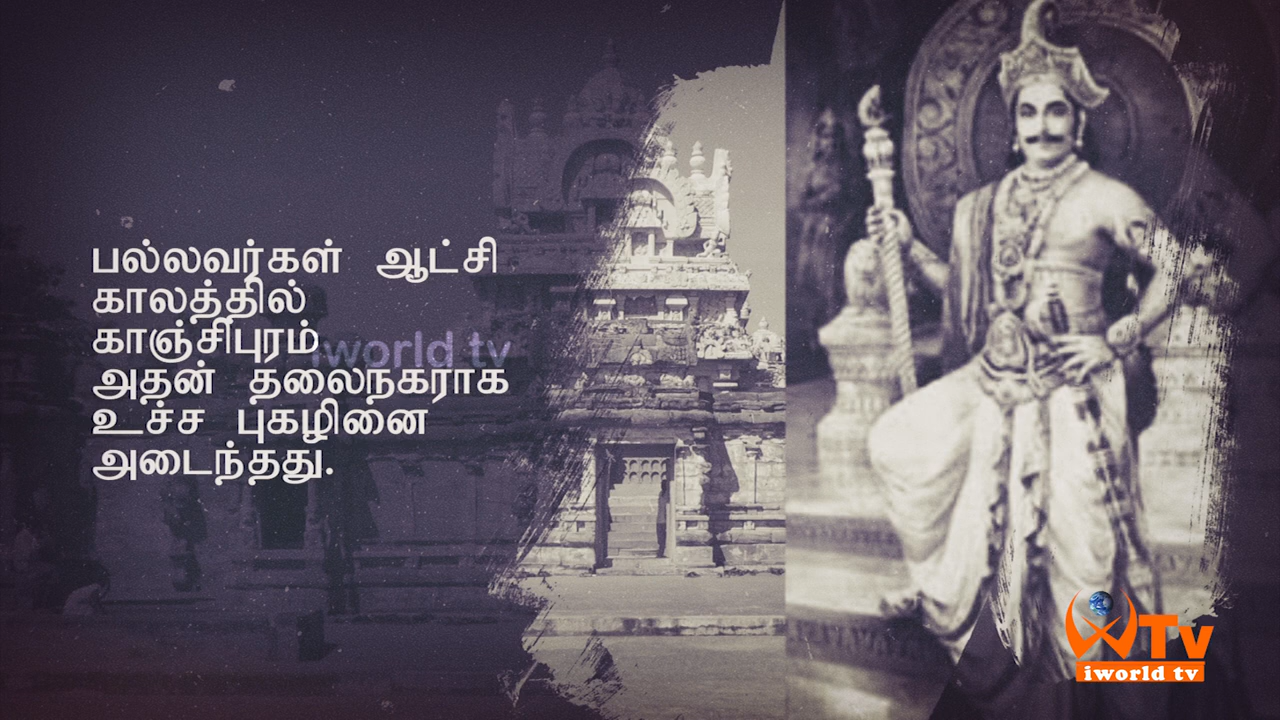 பல்லவர்கள் ஆட்சி
காலத்தில்
காஞ்சிபுரம்
iworld tv
அதன் தலைநகராக
உச்ச புகழினை
அடைந்தது.
Tv
iworld tv